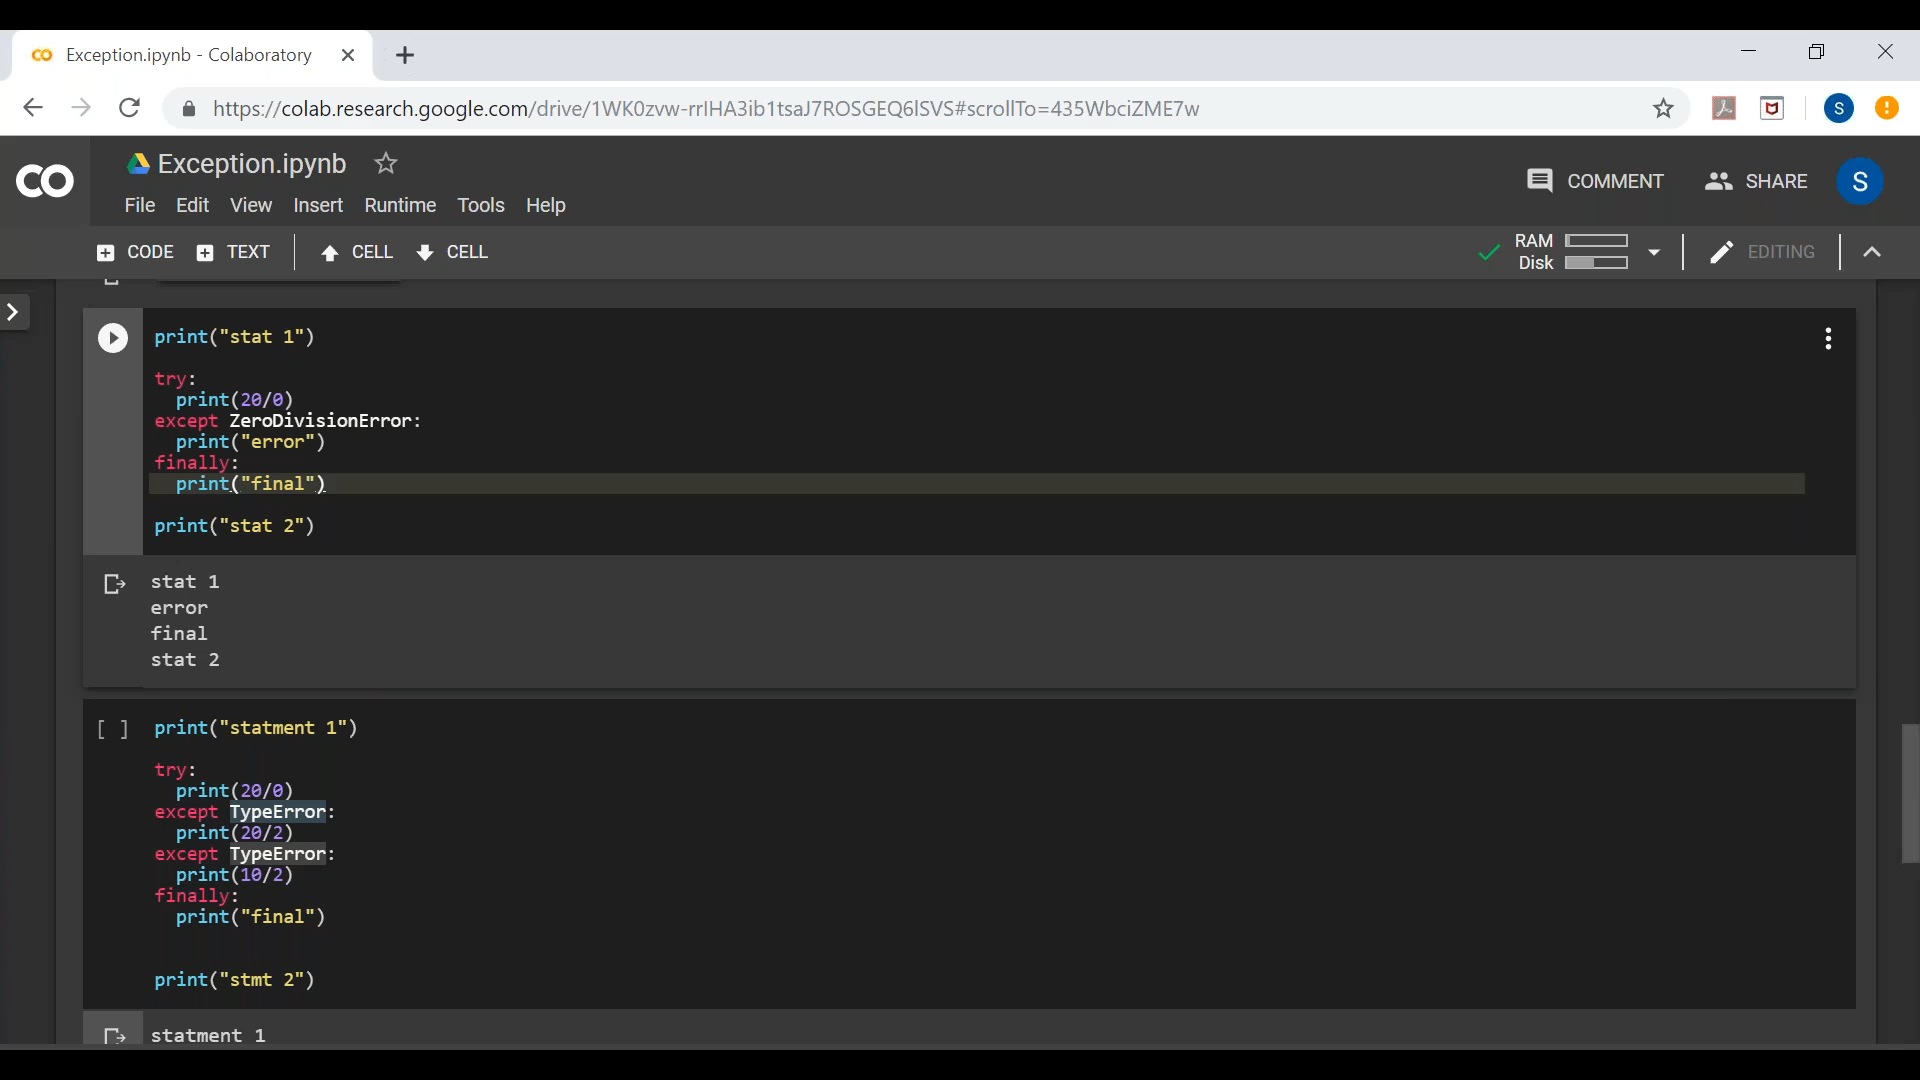 Exception.ipynb - Colaboratory
https://colab.research.google.com/drive/1WK0zvw-rrIHA3ib1tsaJ7ROSGEQ6lSVS#scrollTo=435WbciZME7w
S
CO
Exception.ipynb
COMMENT
SHARE
S
File Edit View Insert Runtime Tools Help
CODE TEXT CELL CELL
RAM
Disk
EDITING
print("stat 1")
try:
print(20/0)
except ZeroDivisionError:
print("error")
finally:
print("final")
print("stat 2")
stat 1
error
final
stat 2
[ ] print("statment 1")
try:
print(20/0)
except TypeError:
print(20/2)
except TypeError:
print(10/2)
finally:
print("final")
print("stmt 2")
statment 1